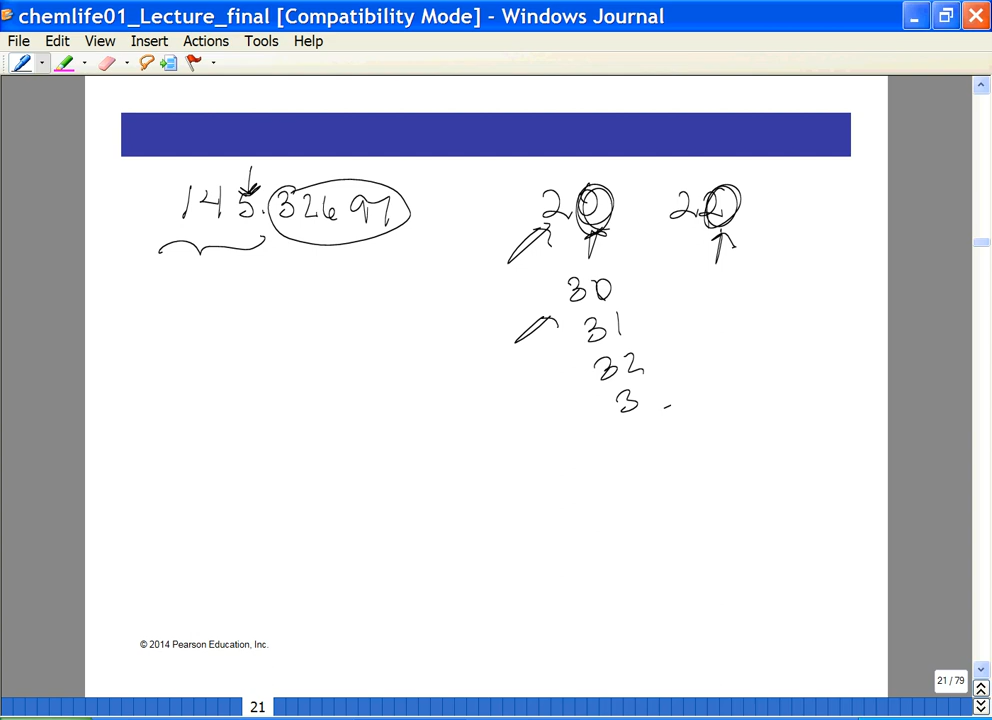 chemlife01_Lecture_final [Compatibility Mode] - Windows Journal
File Edit View Insert Actions Tools Help
145.32697 20 22
30
31
32
3
© 2014 Pearson Education, Inc.
21 / 79
21